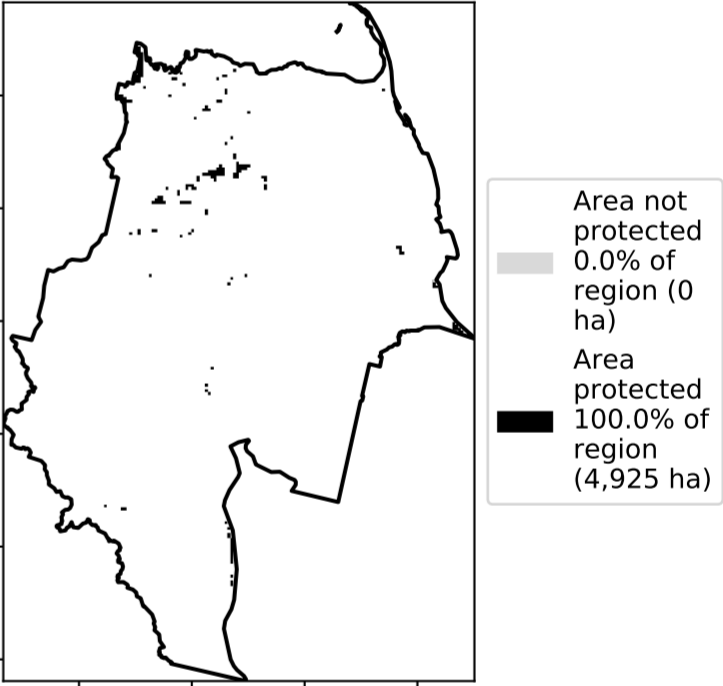 Area not
protected
0.0% of
region (0
ha)
Area
protected
100.0% of
region
(4,925 ha)